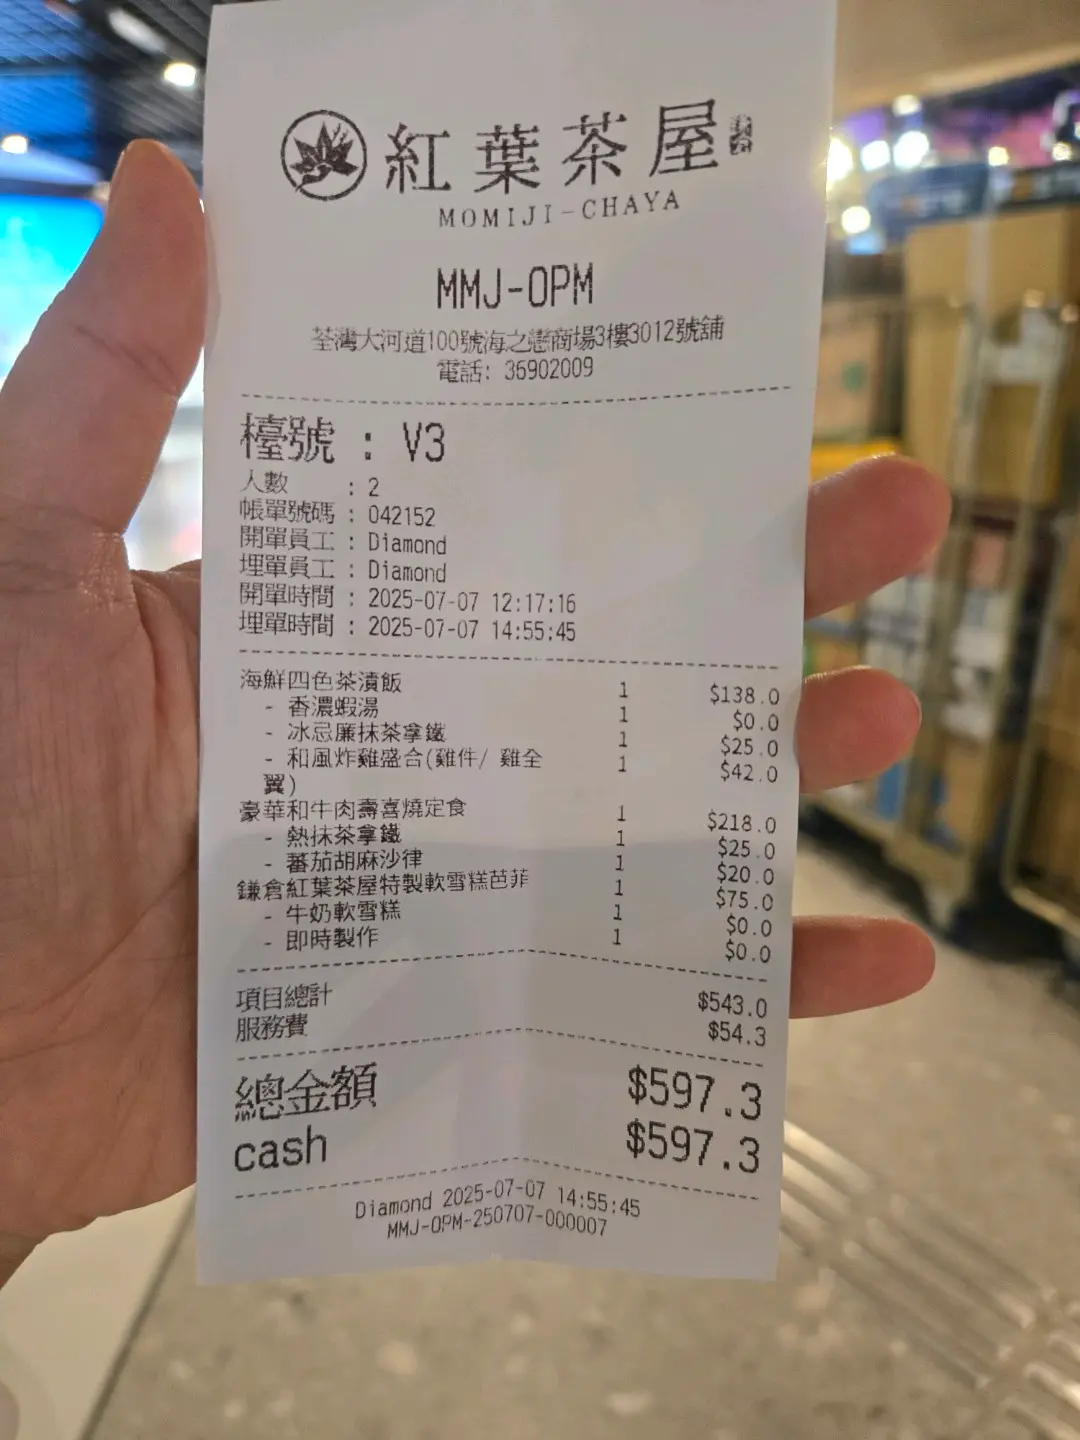 紅葉茶屋
MOMIJI-CHAYA
MMJ-OPM
荃灣大河道100號海之戀商場3樓3012號舖
電話: 36902009
檯號 : V3
人數 : 2
帳單號碼 : 042152
開單員工 : Diamond
埋單員工 : Diamond
開單時間 : 2025-07-07 12:17:16
埋單時間 : 2025-07-07 14:55:45
海鮮四色茶漬飯 1 $138.0
- 香濃蝦湯 1 $0.0
- 冰忌廉抹茶拿鐵 1 $25.0
- 和風炸雞盛合(雞件/ 雞全 1 $42.0
翼)
豪華和牛肉壽喜燒定食 1 $218.0
- 熱抹茶拿鐵 1 $25.0
- 蕃茄胡麻沙律 1 $20.0
鎌倉紅葉茶屋特製軟雪糕芭菲 1 $75.0
- 牛奶軟雪糕 1 $0.0
- 即時製作 1 $0.0
項目總計 $543.0
服務費 $54.3
總金額 $597.3
cash $597.3
Diamond 2025-07-07 14:55:45
MMJ-OPM-250707-000007